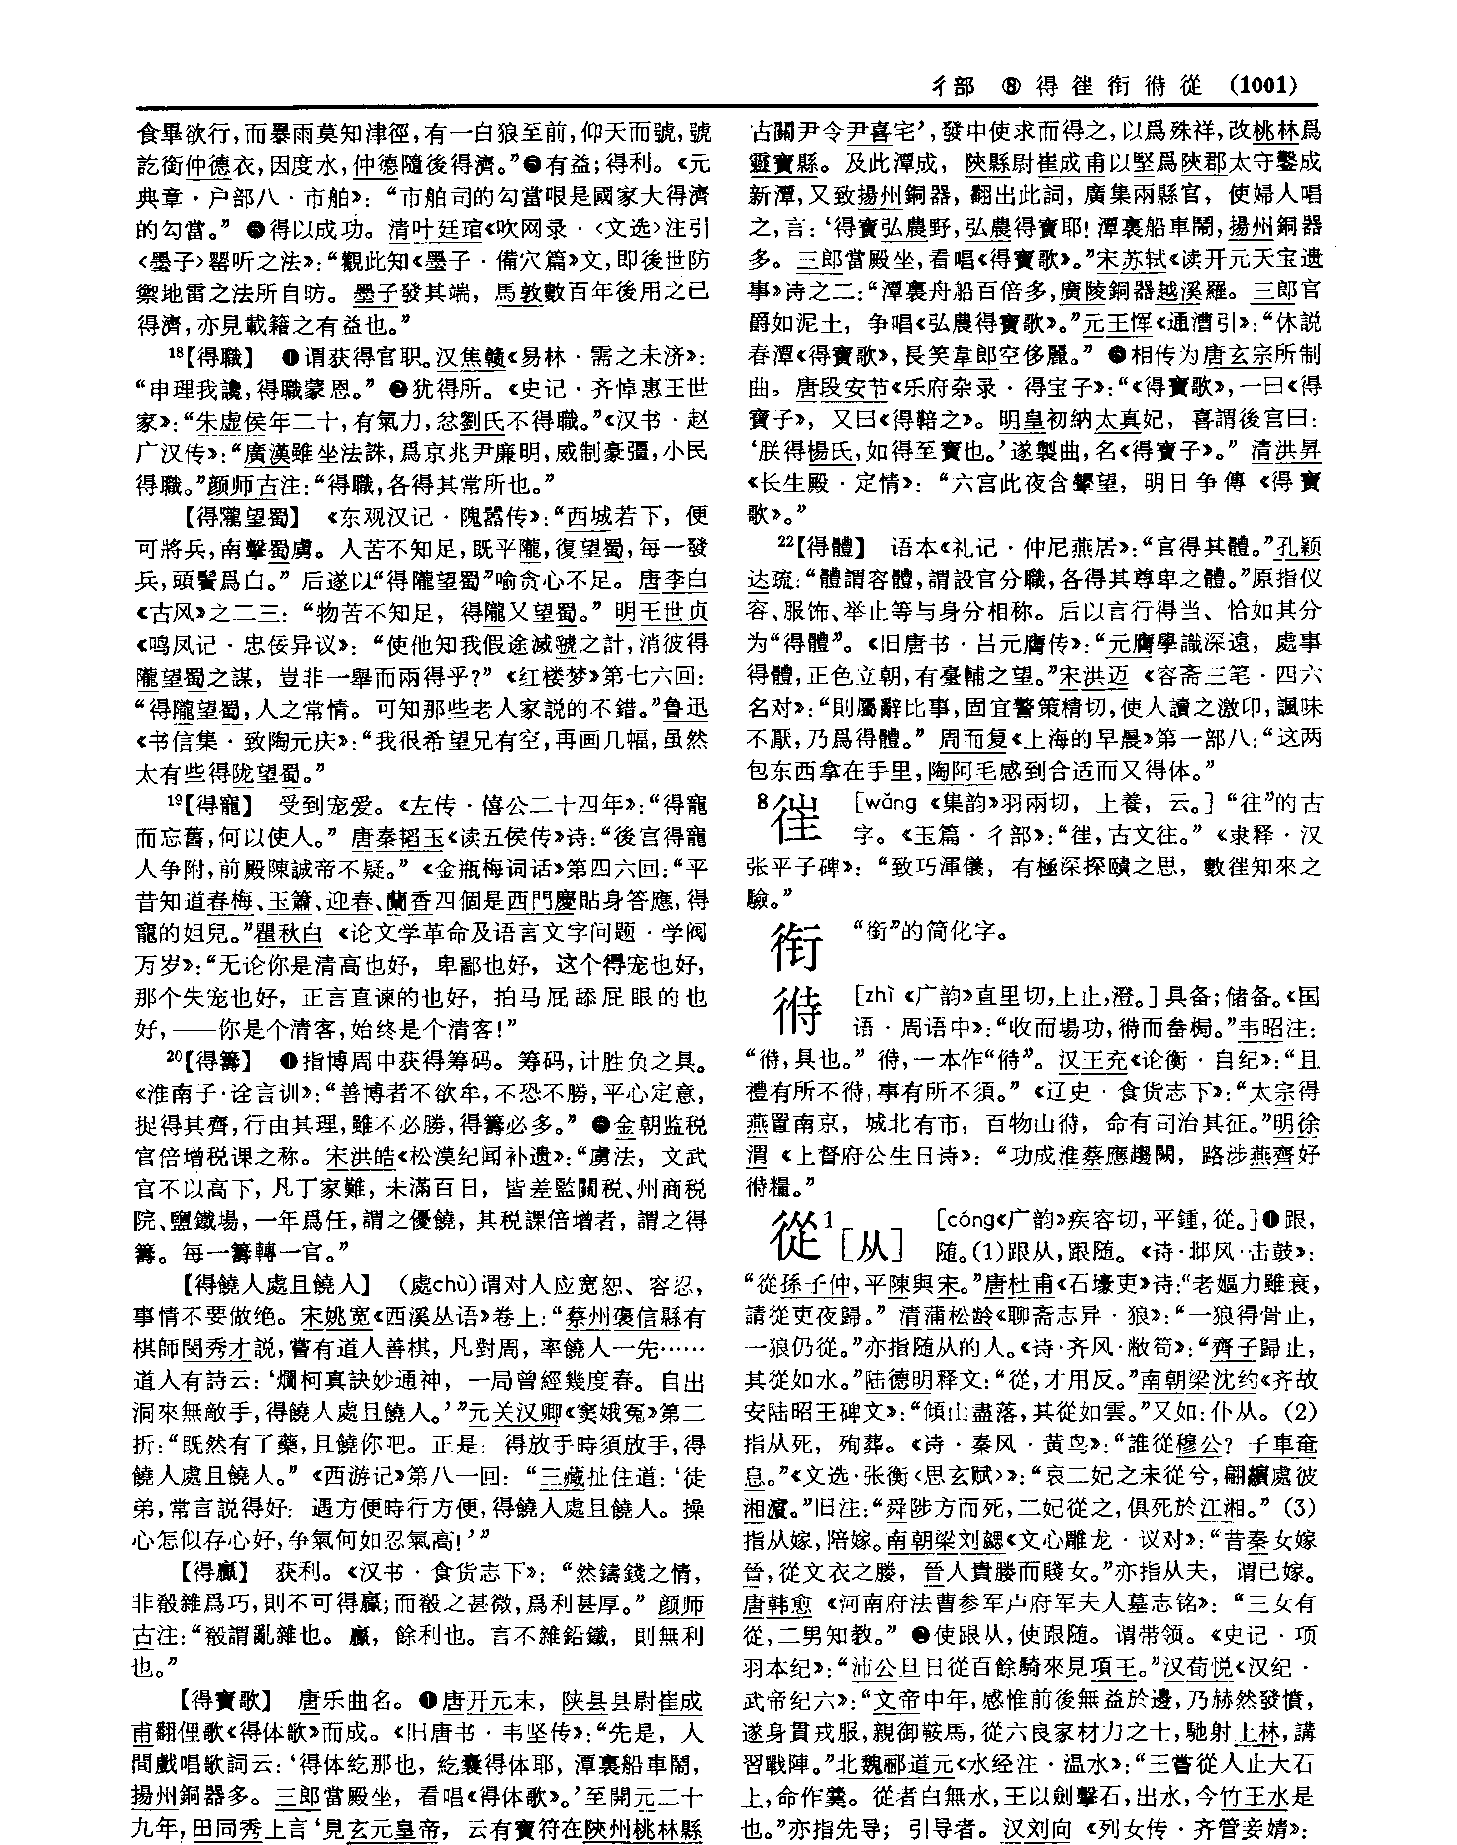 彳部 ⑧ 得徍衔偫從 (1001)
食畢欲行，而暴雨莫知津徑，有一白狼至前，仰天而號，號
訖銜仲德衣，因度水，仲德隨後得濟。”❷有益；得利。《元
典章·户部八·市舶》：“市舶司的勾當哏是國家大得濟
的勾當。”❸得以成功。清叶廷琯《吹网录·〈文选〉注引
〈墨子〉罂听之法》：“觀此知《墨子·備穴篇》文，即後世防
禦地雷之法所自昉。墨子發其端，馬敦數百年後用之已
得濟，亦見載籍之有益也。”
18【得職】 ❶谓获得官职。汉焦赣《易林·需之未济》：
“申理我讒，得職蒙恩。”❷犹得所。《史记·齐悼惠王世
家》：“朱虚侯年二十，有氣力，忿劉氏不得職。”《汉书·赵
广汉传》：“廣漢雖坐法誅，爲京兆尹廉明，威制豪彊，小民
得職。”颜师古注：“得職，各得其常所也。”
【得隴望蜀】 《东观汉记·隗嚣传》：“西城若下，便
可將兵，南擊蜀虜。人苦不知足，既平隴，復望蜀，每一發
兵，頭鬢爲白。”后遂以“得隴望蜀”喻贪心不足。唐李白
《古风》之二三：“物苦不知足，得隴又望蜀。”明王世贞
《鸣凤记·忠佞异议》：“使他知我假途滅虢之計，消彼得
隴望蜀之謀，豈非一舉而兩得乎？”《红楼梦》第七六回：
“得隴望蜀，人之常情。可知那些老人家説的不錯。”鲁迅
《书信集·致陶元庆》：“我很希望兄有空，再画几幅，虽然
太有些得陇望蜀。”
19【得寵】 受到宠爱。《左传·僖公二十四年》：“得寵
而忘舊，何以使人。”唐秦韬玉《读五侯传》诗：“後宫得寵
人争附，前殿陳誠帝不疑。”《金瓶梅词话》第四六回：“平
昔知道春梅、玉簫、迎春、蘭香四個是西門慶貼身答應，得
寵的姐兒。”瞿秋白《论文学革命及语言文字问题·学阀
万岁》：“无论你是清高也好，卑鄙也好，这个得宠也好，
那个失宠也好，正言直谏的也好，拍马屁舔屁眼的也
好，——你是个清客，始终是个清客！”
20【得籌】 ❶指博局中获得筹码。筹码，计胜负之具。
《淮南子·诠言训》：“善博者不欲牟，不恐不勝，平心定意，
捉得其齊，行由其理，雖不必勝，得籌必多。”❷金朝监税
官倍增税课之称。宋洪皓《松漠纪闻补遗》：“虜法，文武
官不以高下，凡丁家難，未滿百日，皆差監關税、州商税
院、鹽鐵場，一年爲任，謂之優饒，其税課倍增者，謂之得
籌。每一籌轉一官。”
【得饒人處且饒人】 （處chù）谓对人应宽恕、容忍，
事情不要做绝。宋姚宽《西溪丛语》卷上：“蔡州褒信縣有
棋師閔秀才説，嘗有道人善棋，凡對局，率饒人一先……
道人有詩云：‘爛柯真訣妙通神，一局曾經幾度春。自出
洞來無敵手，得饒人處且饒人。’”元关汉卿《窦娥冤》第二
折：“既然有了藥，且饒你吧。正是：得放手時須放手，得
饒人處且饒人。”《西游记》第八一回：“三藏扯住道：‘徒
弟，常言説得好：遇方便時行方便，得饒人處且饒人。操
心怎似存心好，争氣何如忍氣高！’”
【得贏】 获利。《汉书·食货志下》：“然鑄錢之情，
非殽雜爲巧，則不可得贏；而殽之甚微，爲利甚厚。”颜师
古注：“殽謂亂雜也。贏，餘利也。言不雜鉛鐵，則無利
也。”
【得寶歌】 唐乐曲名。❶唐开元末，陕县县尉崔成
甫翻俚歌《得体歌》而成。《旧唐书·韦坚传》：“先是，人
間戲唱歌詞云：‘得体紇那也，紇囊得体耶，潭裏船車鬧，
揚州銅器多。三郎當殿坐，看唱《得体歌》。’至開元二十
九年，田同秀上言‘見玄元皇帝，云有寶符在陝州桃林縣
古關尹令尹喜宅’，發中使求而得之，以爲殊祥，改桃林爲
靈寶縣。及此潭成，陝縣尉崔成甫以堅爲陝郡太守鑿成
新潭，又致揚州銅器，翻出此詞，廣集兩縣官，使婦人唱
之，言：‘得寶弘農野，弘農得寶耶！潭裏船車鬧，揚州銅器
多。三郎當殿坐，看唱《得寶歌》。”宋苏轼《读开元天宝遗
事》诗之二：“潭裏舟船百倍多，廣陵銅器越溪羅。三郎官
爵如泥土，争唱《弘農得寶歌》。”元王恽《通漕引》：“休説
春潭《得寶歌》，長笑韋郎空侈麗。”❷相传为唐玄宗所制
曲。唐段安节《乐府杂录·得宝子》：“《得寶歌》，一曰《得
寶子》，又曰《得鞛之》。明皇初納太真妃，喜謂後宫曰：
‘朕得楊氏，如得至寶也。’遂製曲，名《得寶子》。”清洪昇
《长生殿·定情》：“六宫此夜含顰望，明日争傳《得寶
歌》。”
22【得體】 语本《礼记·仲尼燕居》：“官得其體。”孔颖
达疏：“體謂容體，謂設官分職，各得其尊卑之體。”原指仪
容、服饰、举止等与身分相称。后以言行得当、恰如其分
为“得體”。《旧唐书·吕元膺传》：“元膺學識深遠，處事
得體，正色立朝，有臺輔之望。”宋洪迈《容斋三笔·四六
名对》：“則屬辭比事，固宜警策精切，使人讀之激卬，諷味
不厭，乃爲得體。”周而复《上海的早晨》第一部八：“这两
包东西拿在手里，陶阿毛感到合适而又得体。”
8徍 ［wǎng《集韵》羽兩切，上養，云。］“往”的古
字。《玉篇·彳部》：“徍，古文往。”《隶释·汉
张平子碑》：“致巧渾儀，有極深探賾之思，數徍知來之
驗。”
衔 “銜”的简化字。
偫 ［zhì《广韵》直里切，上止，澄。］具备；储备。《国
语·周语中》：“收而場功，偫而畚梮。”韦昭注：
“偫，具也。”偫，一本作“偫”。汉王充《论衡·自纪》：“且
禮有所不偫，事有所不須。”《辽史·食货志下》：“太宗得
燕置南京，城北有市，百物山偫，命有司治其征。”明徐
渭《上督府公生日诗》：“功成淮蔡應趨闕，路涉燕齊好
偫糧。”
從1［从］ ［cóng《广韵》疾容切，平鍾，從。］❶跟，
随。(1)跟从，跟随。《诗·邶风·击鼓》：
“從孫子仲，平陳與宋。”唐杜甫《石壕吏》诗：“老嫗力雖衰，
請從吏夜歸。”清蒲松龄《聊斋志异·狼》：“一狼得骨止，
一狼仍從。”亦指随从的人。《诗·齐风·敝笱》：“齊子歸止，
其從如水。”陆德明释文：“從，才用反。”南朝梁沈约《齐故
安陆昭王碑文》：“傾山盡落，其從如雲。”又如：仆从。(2)
指从死，殉葬。《诗·秦风·黄鸟》：“誰從穆公？子車奄
息。”《文选·张衡〈思玄赋〉》：“哀二妃之未從兮，翩繽處彼
湘濱。”旧注：“舜陟方而死，二妃從之，俱死於江湘。”(3)
指从嫁，陪嫁。南朝梁刘勰《文心雕龙·议对》：“昔秦女嫁
晉，從文衣之媵，晉人貴媵而賤女。”亦指从夫，谓已嫁。
唐韩愈《河南府法曹参军卢府军夫人墓志铭》：“三女有
從，二男知教。”❷使跟从，使跟随。谓带领。《史记·项
羽本纪》：“沛公旦日從百餘騎來見項王。”汉荀悦《汉纪·
武帝纪六》：“文帝中年，感惟前後無益於邊，乃赫然發憤，
遂身貫戎服，親御鞍馬，從六良家材力之士，馳射上林，講
習戰陣。”北魏郦道元《水经注·温水》：“王嘗從人止大石
上，命作羹。從者白無水，王以劍擊石，出水，今竹王水是
也。”亦指先导；引导者。汉刘向《列女传·齐管妾婧》：